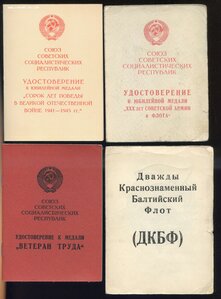 СОЮЗ
СОВЕТСКИХ
СОЦИАЛИСТИЧЕСКИХ
РЕСПУБЛИК
УДОСТОВЕРЕНИЕ
К ЮБИЛЕЙНОЙ МЕДАЛИ
„СОРОК ЛЕТ ПОБЕДЫ
В ВЕЛИКОЙ ОТЕЧЕСТВЕННОЙ
ВОЙНЕ 1941—1945 гг."
СОЮЗ
СОВЕТСКИХ
СОЦИАЛИСТИЧЕСКИХ
РЕСПУБЛИК
УДОСТОВЕРЕНИЕ
К ЮБИЛЕЙНОЙ МЕДАЛИ
„XXX ЛЕТ СОВЕТСКОЙ АРМИИ
и ФЛОТА"
СОЮЗ
СОВЕТСКИХ
СОЦИАЛИСТИЧЕСКИХ
РЕСПУБЛИК
УДОСТОВЕРЕНИЕ К МЕДАЛИ
„ВЕТЕРАН ТРУДА"
Дважды
Краснознаменный
Балтийский
Флот
(ДКБФ)